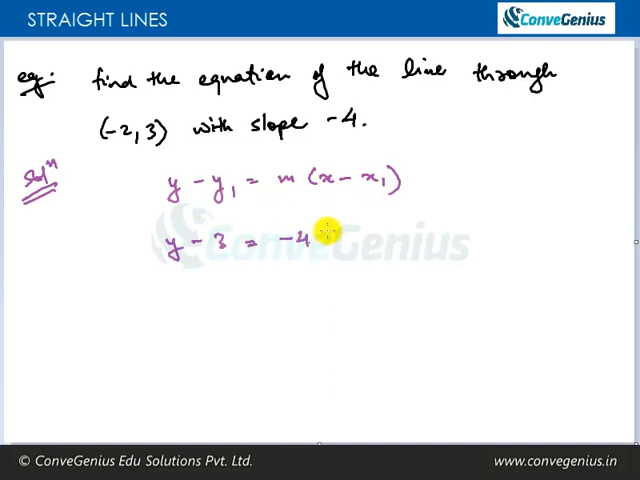 STRAIGHT LINES
ConveGenius
eg:- find the equation of the line through
(-2, 3) with slope -4.
Solⁿ
y - y₁ = m (x - x₁)
y - 3 = -4
ConveGenius
© ConveGenius Edu Solutions Pvt. Ltd.
www.convegenius.in